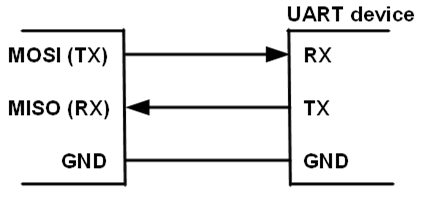 UART device
MOSI (TX) RX
MISO (RX) TX
GND GND